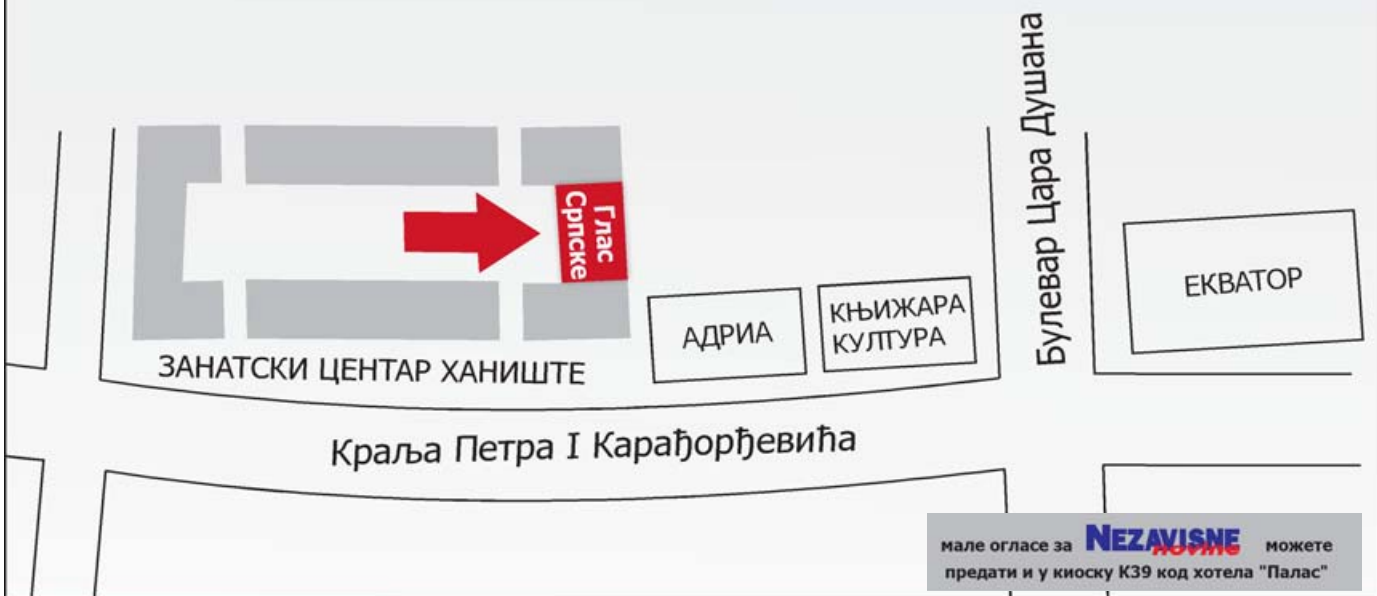 Булевар Цара Душана
Глас
Српске
ЕКВАТОР
АДРИА
КЊИЖАРА
КУЛТУРА
ЗАНАТСКИ ЦЕНТАР ХАНИШТЕ
Краља Петра I Карађорђевића
мале огласе за NEZAVISNE novine можете
предати и у киоску К39 код хотела "Палас"